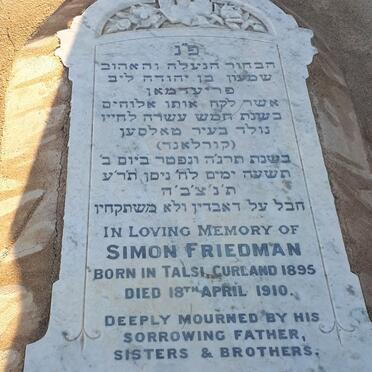 פ״נ
הבחור הנעלה והאהוב
שמעון בן יהודה ליב
פריעדמאן
אשר לקח אותו אלוהים
בשנת חמש עשרה לחייו
נולד בעיר טאלסען
(קורלאנד)
בשנת תרנ״ה ונפטר ביום ב׳
תשעה ימים לח׳ ניסן תר״ע
ת׳נ׳צ׳ב׳ה
חבל על דאבדין ולא משתקחין
IN LOVING MEMORY OF
SIMON FRIEDMAN
BORN IN TALSI, CURLAND 1895
DIED 18TH APRIL 1910.
DEEPLY MOURNED BY HIS
SORROWING FATHER,
SISTERS & BROTHERS.